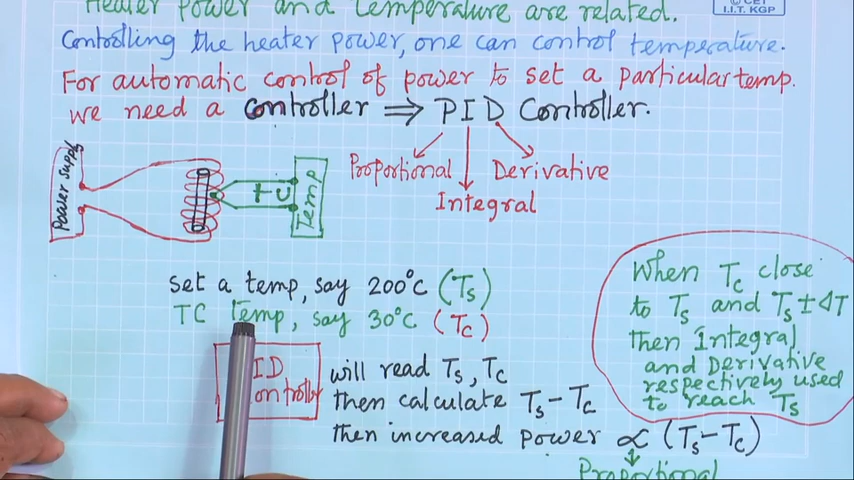 Heater Power and Temperature are related.
© CET
I.I.T. KGP
Controlling the heater power, one can control temperature.
For automatic control of power to set a particular temp.
we need a controller ⇒ PID Controller.
Proportional
Derivative
Integral
Power Supply
Temp
set a temp, say 200°C (Ts)
TC Temp, say 30°C (Tc)
PID
Controller
will read Ts, Tc
then calculate Ts - Tc
then increased power ∝ (Ts - Tc)
Proportional
When Tc close
to Ts and Ts ± ΔT
then Integral
and Derivative
respectively used
to reach Ts